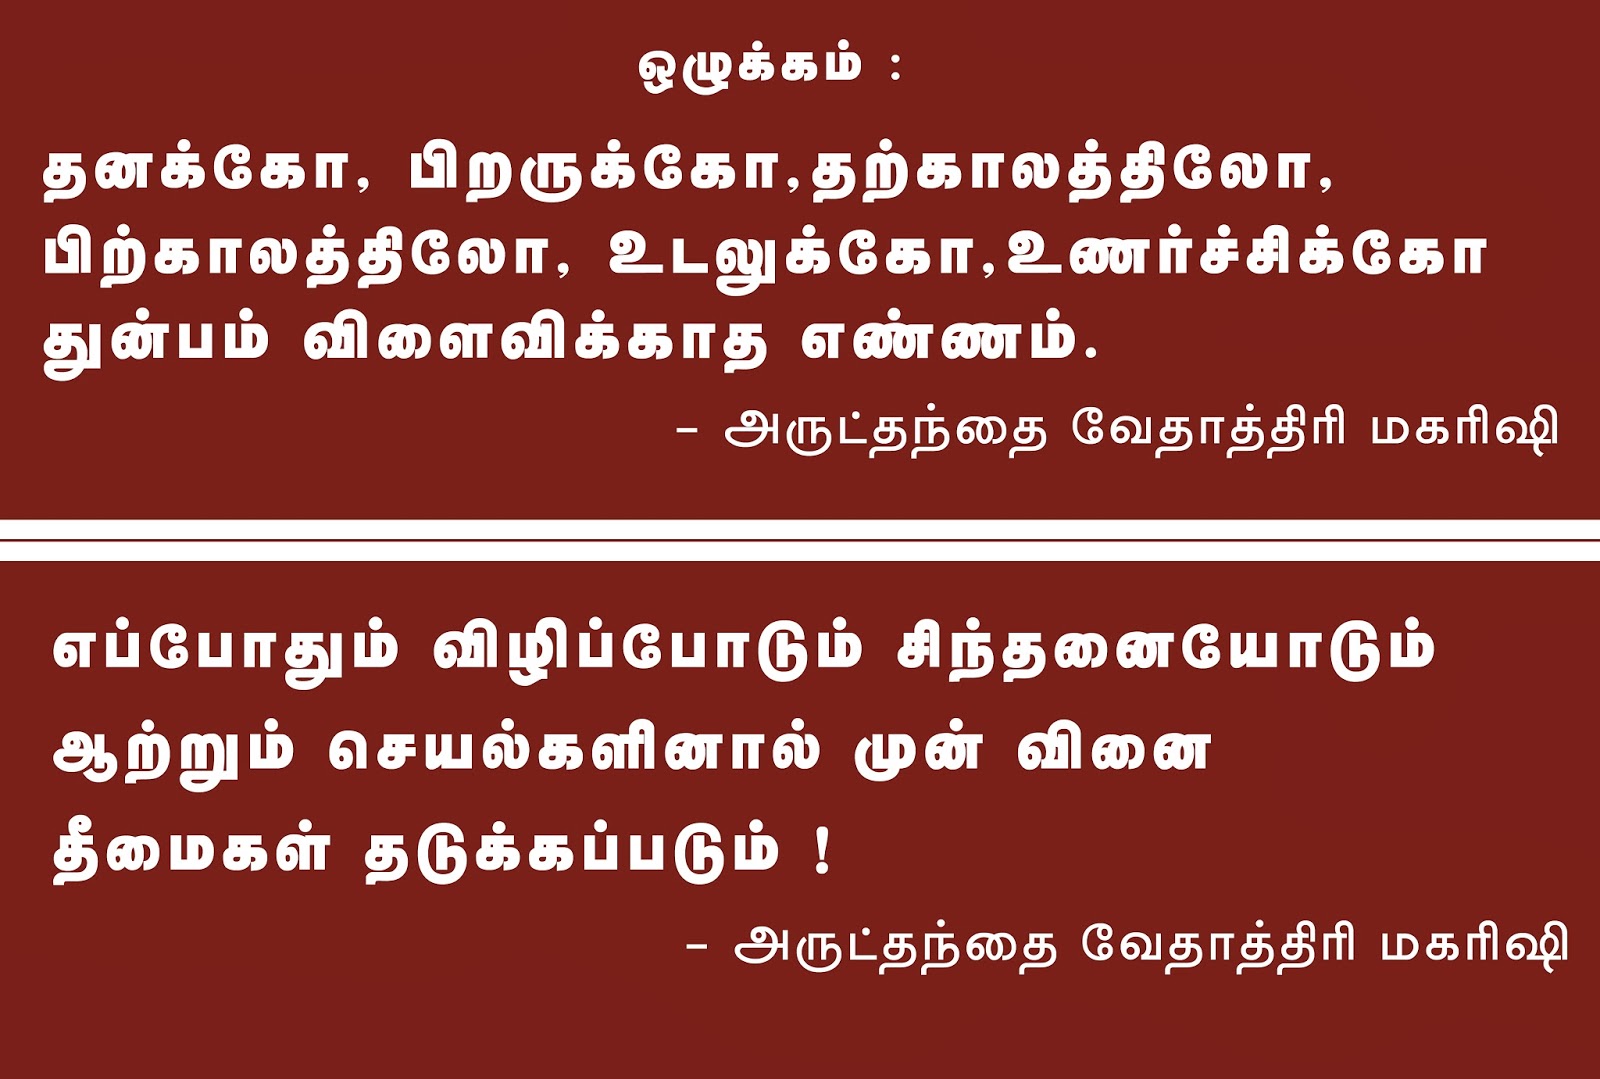 ஒழுக்கம் :
தனக்கோ, பிறருக்கோ,தற்காலத்திலோ,
பிற்காலத்திலோ, உடலுக்கோ,உணர்ச்சிக்கோ
துன்பம் விளைவிக்காத எண்ணம்.
– அருட்தந்தை வேதாத்திரி மகரிஷி
எப்போதும் விழிப்போடும் சிந்தனையோடும்
ஆற்றும் செயல்களினால் முன் வினை
தீமைகள் தடுக்கப்படும் !
– அருட்தந்தை வேதாத்திரி மகரிஷி